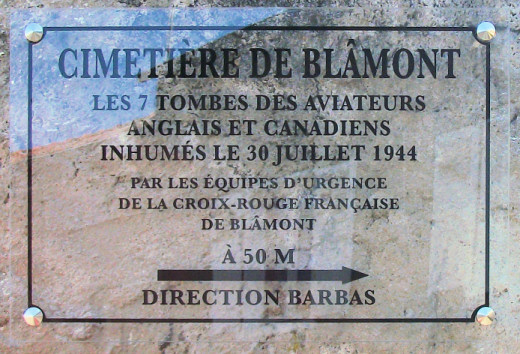 CIMETIÈRE DE BLÂMONT
LES 7 TOMBES DES AVIATEURS
ANGLAIS ET CANADIENS
INHUMÉS LE 30 JUILLET 1944
PAR LES ÉQUIPES D'URGENCE
DE LA CROIX-ROUGE FRANÇAISE
DE BLÂMONT
À 50 M
DIRECTION BARBAS